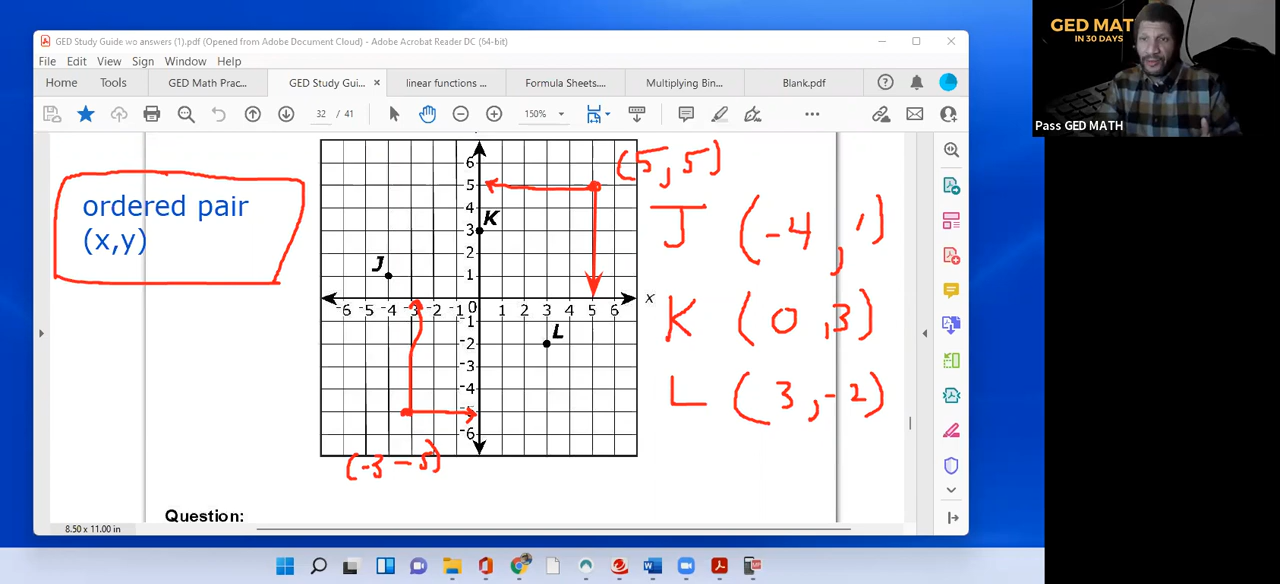 GED MAT
IN 30 DAYS
Pass GED MATH
GED Study Guide wo answers (1).pdf (Opened from Adobe Document Cloud) - Adobe Acrobat Reader DC (64-bit)
File Edit View Sign Window Help
Home Tools GED Math Prac... GED Study Gui... × linear functions ... Formula Sheets.... Multiplying Bin... Blank.pdf
32 / 41 150%
ordered pair
(x,y)
(5,5)
6
5
4
K
3
2
J
1
-6 -5 -4 -3 -2 -1 0 1 2 3 4 5 6 x
-1
L
-2
-3
-4
-5
-6
(-3 -5)
J (-4, 1)
K (0,3)
L (3,-2)
Question:
8.50 x 11.00 in